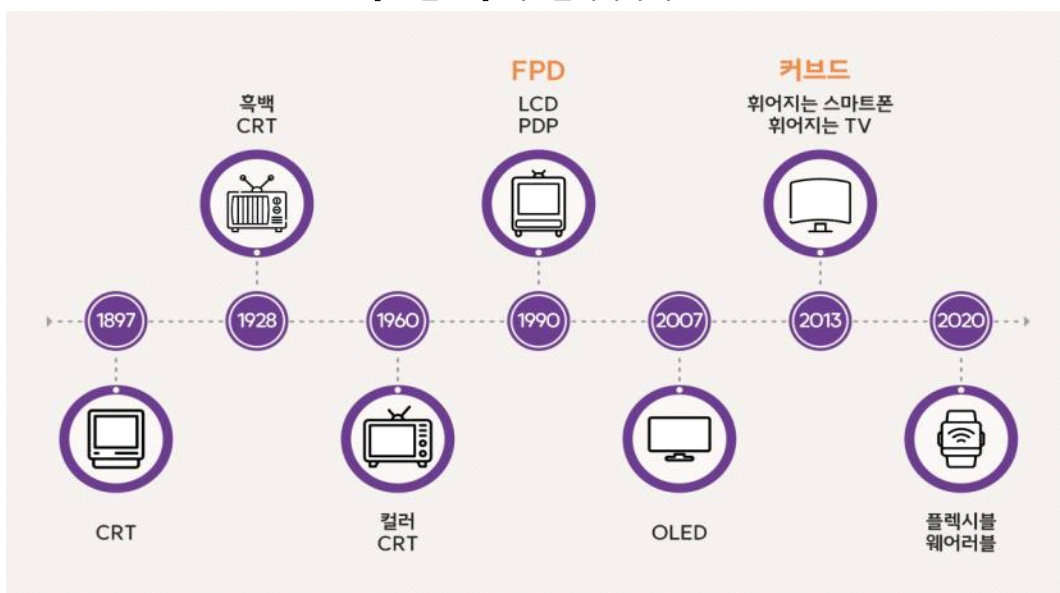 FPD
커브드
흑백
CRT
LCD
PDP
휘어지는 스마트폰
휘어지는 TV
1897
1928
1960
1990
2007
2013
2020
CRT
컬러
CRT
OLED
플렉시블
웨어러블